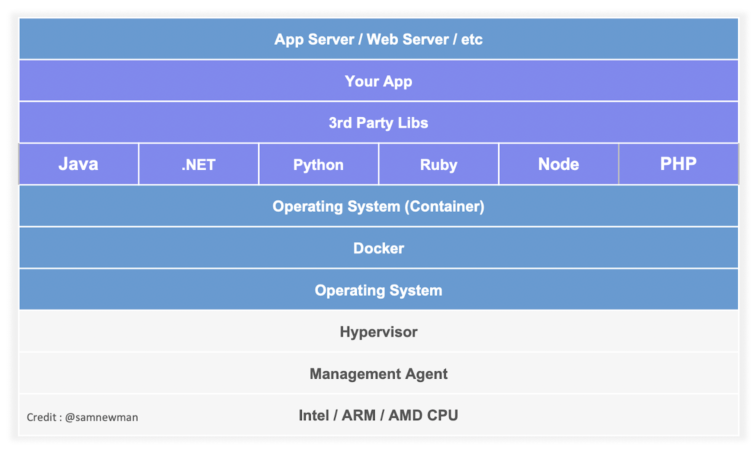 App Server / Web Server / etc
Your App
3rd Party Libs
Java .NET Python Ruby Node PHP
Operating System (Container)
Docker
Operating System
Hypervisor
Management Agent
Credit : @samnewman Intel / ARM / AMD CPU